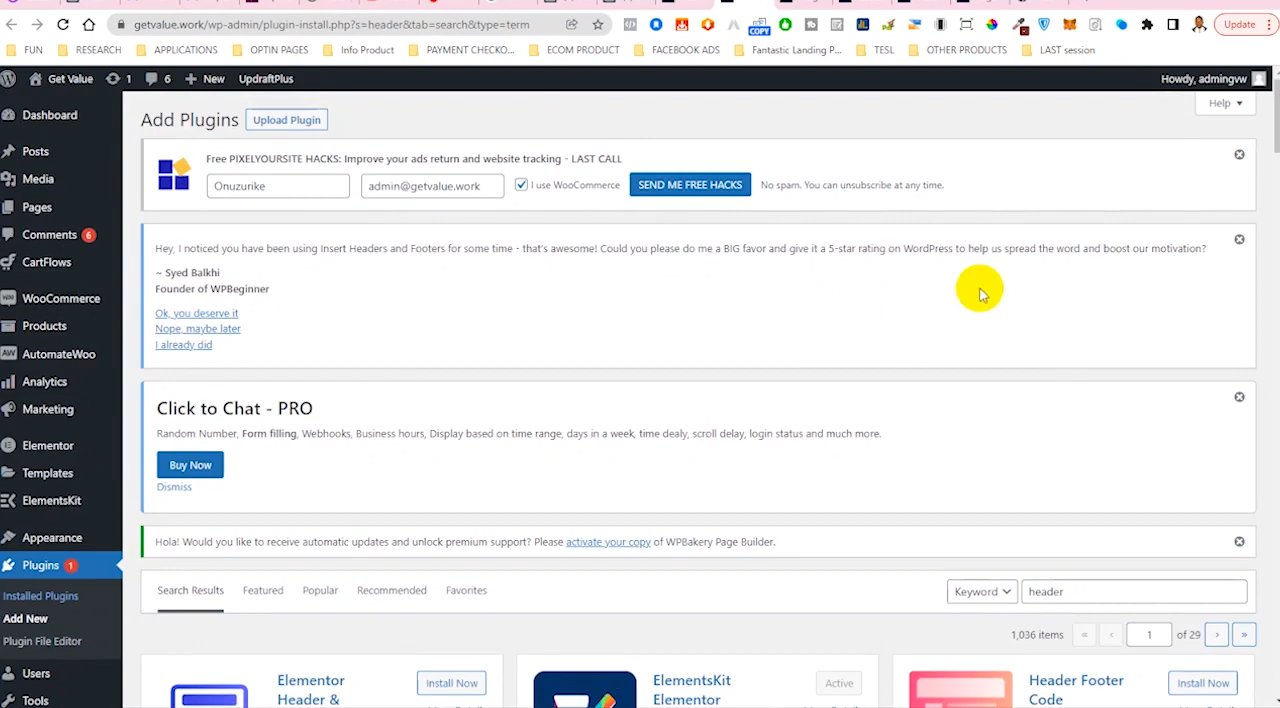 getvalue.work/wp-admin/plugin-install.php?s=header&tab=search&type=term
COPY
Update
FUN
RESEARCH
APPLICATIONS
OPTIN PAGES
Info Product
PAYMENT CHECKO...
ECOM PRODUCT
FACEBOOK ADS
Fantastic Landing P...
TESL
OTHER PRODUCTS
LAST session
Get Value
1
6
New
UpdraftPlus
Howdy, admingvw
Dashboard
Posts
Media
Pages
Comments 6
CartFlows
WooCommerce
Products
AutomateWoo
Analytics
Marketing
Elementor
Templates
ElementsKit
Appearance
Plugins 1
Installed Plugins
Add New
Plugin File Editor
Users
Tools
Add Plugins
Upload Plugin
Help
Free PIXELYOURSITE HACKS: Improve your ads return and website tracking - LAST CALL
Onuzurike
admin@getvalue.work
I use WooCommerce
SEND ME FREE HACKS
No spam. You can unsubscribe at any time.
Hey, I noticed you have been using Insert Headers and Footers for some time - that's awesome! Could you please do me a BIG favor and give it a 5-star rating on WordPress to help us spread the word and boost our motivation?
~ Syed Balkhi
Founder of WPBeginner
Ok, you deserve it
Nope, maybe later
I already did
Click to Chat - PRO
Random Number, Form filling, Webhooks, Business hours, Display based on time range, days in a week, time dealy, scroll delay, login status and much more.
Buy Now
Dismiss
Hola! Would you like to receive automatic updates and unlock premium support? Please activate your copy of WPBakery Page Builder.
Search Results
Featured
Popular
Recommended
Favorites
Keyword
header
1,036 items
«
‹
1
of 29
›
»
Elementor
Header &
Install Now
ElementsKit
Elementor
Active
Header Footer
Code
Install Now